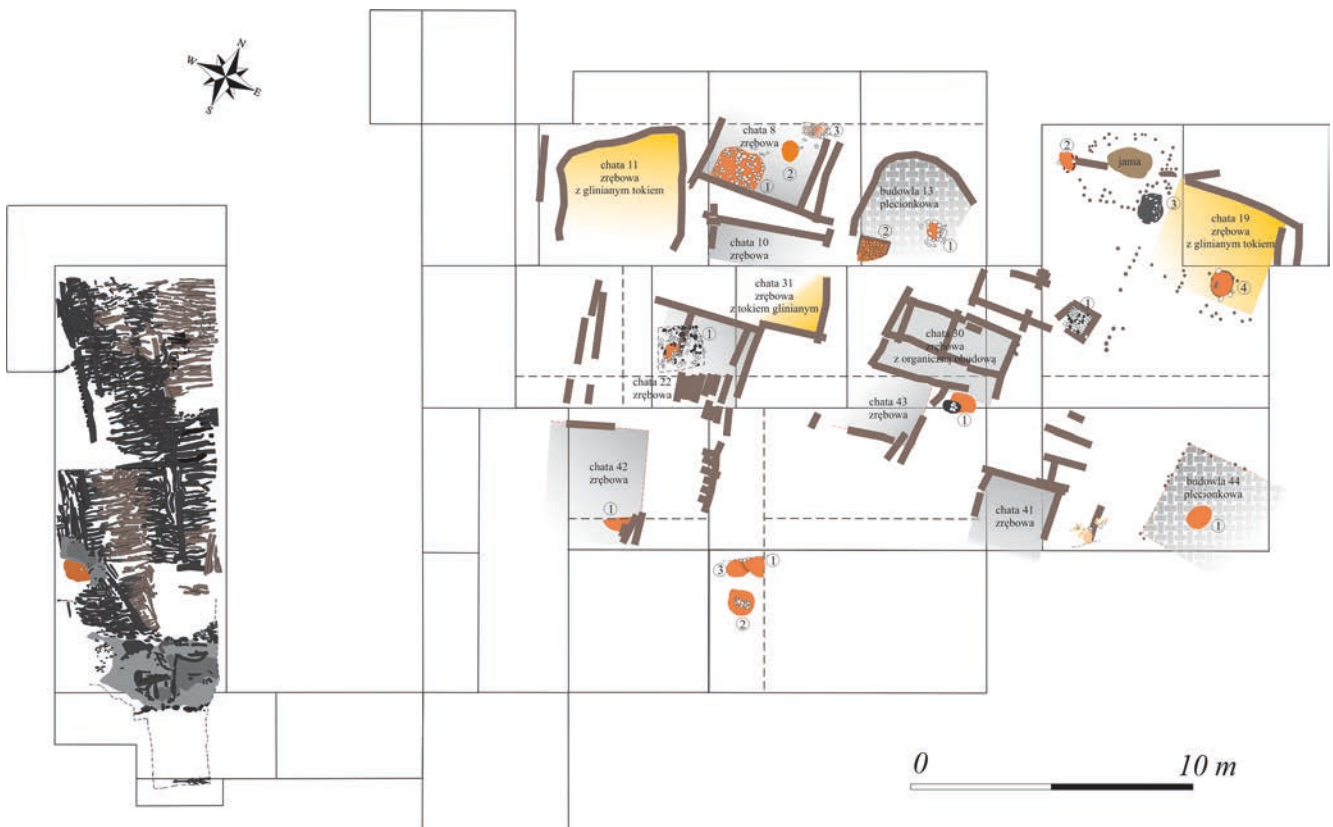 N
W
E
S
chata 11
zrębowa
z glinianym tokiem
chata 8
zrębowa
3
2
1
chata 10
zrębowa
budowla 13
plecionkowa
2
1
2
jama
3
chata 19
zrębowa
z glinianym tokiem
4
1
chata 31
zrębowa
z tokiem glinianym
1
chata 22
zrębowa
chata 30
zrębowa
z organiczną obudową
chata 43
zrębowa
1
chata 42
zrębowa
1
chata 41
zrębowa
budowla 44
plecionkowa
1
3
1
2
0 10 m